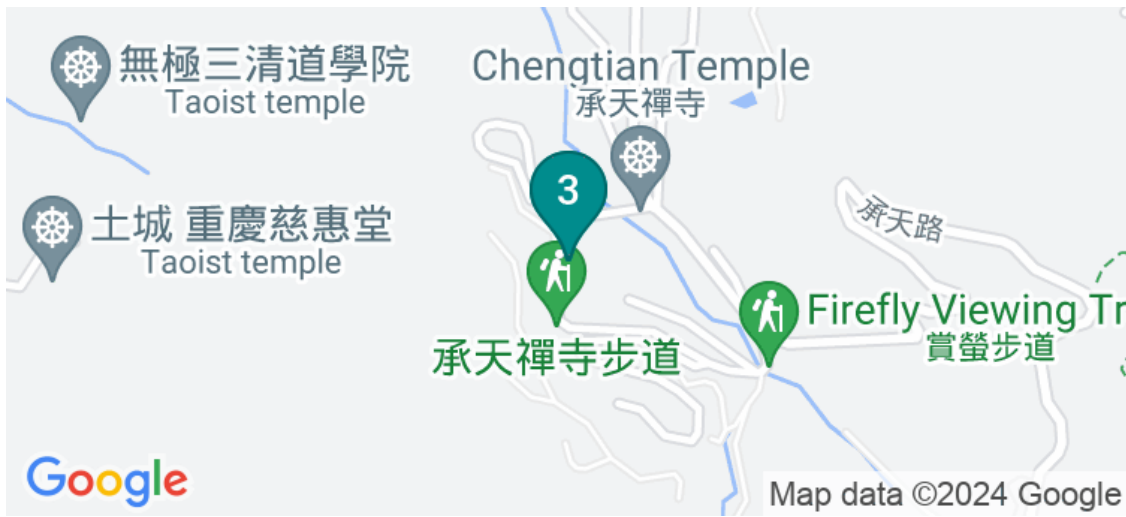 無極三清道學院
Taoist temple
Chengtian Temple
承天禪寺
3
土城 重慶慈惠堂
Taoist temple
承天路
Firefly Viewing Tr
賞螢步道
承天禪寺步道
Google
Map data ©2024 Google